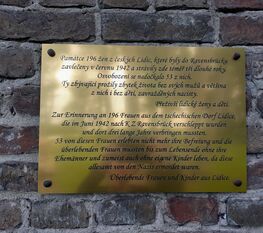 Památce 196 žen z českých Lidic, které byly do Ravensbrücku
zavlečeny v červnu 1942 a strávily zde téměř tři dlouhé roky.
Osvobození se nedočkalo 53 z nich.
Ty zbývající prožily zbytek života bez svých mužů a většina
z nich i bez dětí, zavražděných nacisty.
Přeživší lidické ženy a děti.
Zur Erinnerung an 196 Frauen aus dem tschechischen Dorf Lidice,
die im Juni 1942 nach KZ Ravensbrück verschleppt wurden
und dort drei lange Jahre verbringen mussten.
53 von diesen Frauen erlebten nicht mehr ihre Befreiung und die
überlebenden Frauen mussten bis zum Lebensende ohne ihre
Ehemänner und zumeist auch ohne eigene Kinder leben, da diese
allesamt von den Nazis ermordet waren.
Überlebende Frauen und Kinder aus Lidice.